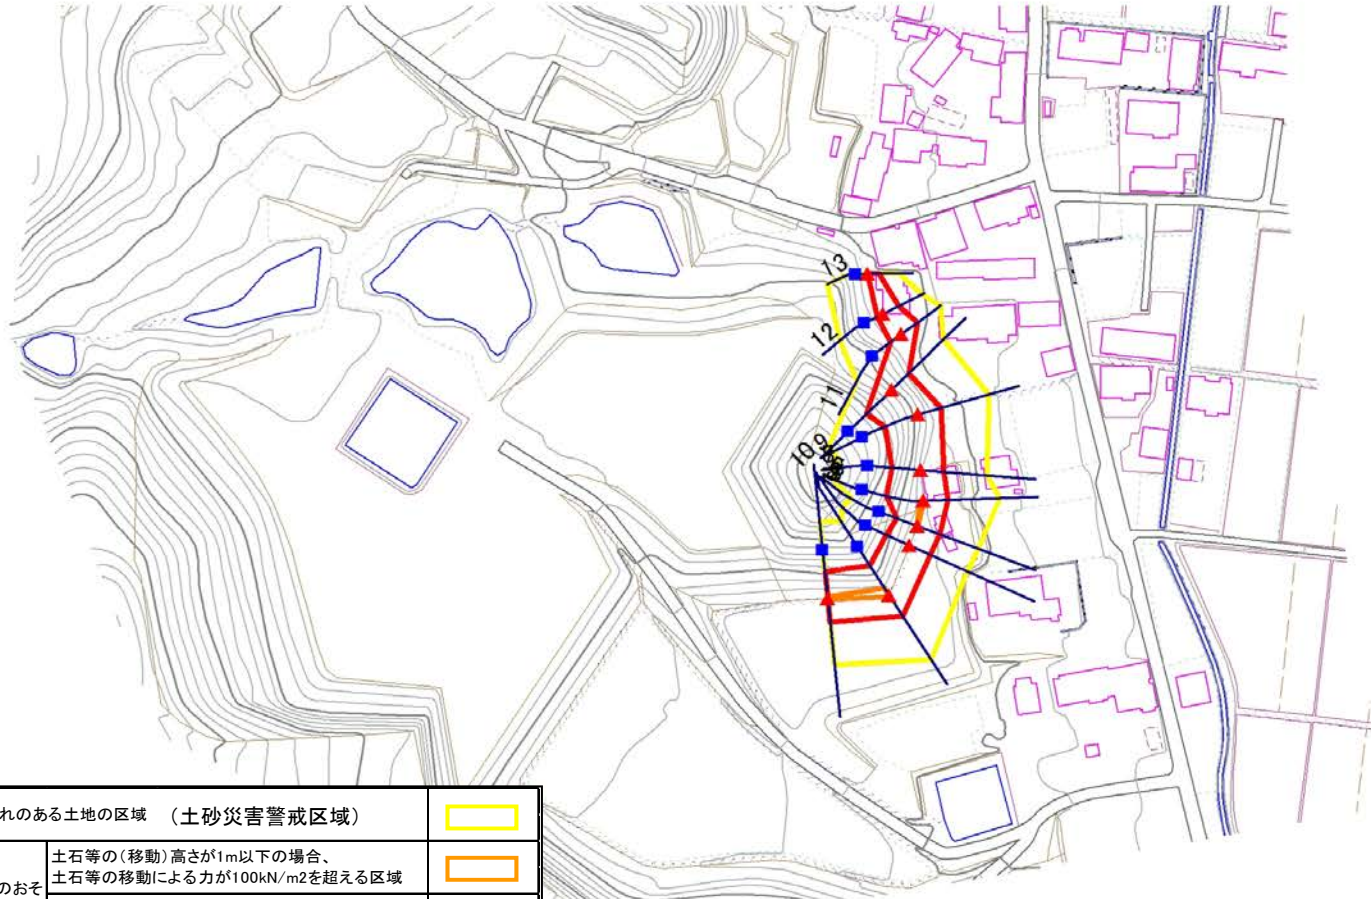 13
12
11
10
9
れのある土地の区域 (土砂災害警戒区域)
土石等の(移動)高さが1m以下の場合、
土石等の移動による力が100kN/m2を超える区域
のおそ